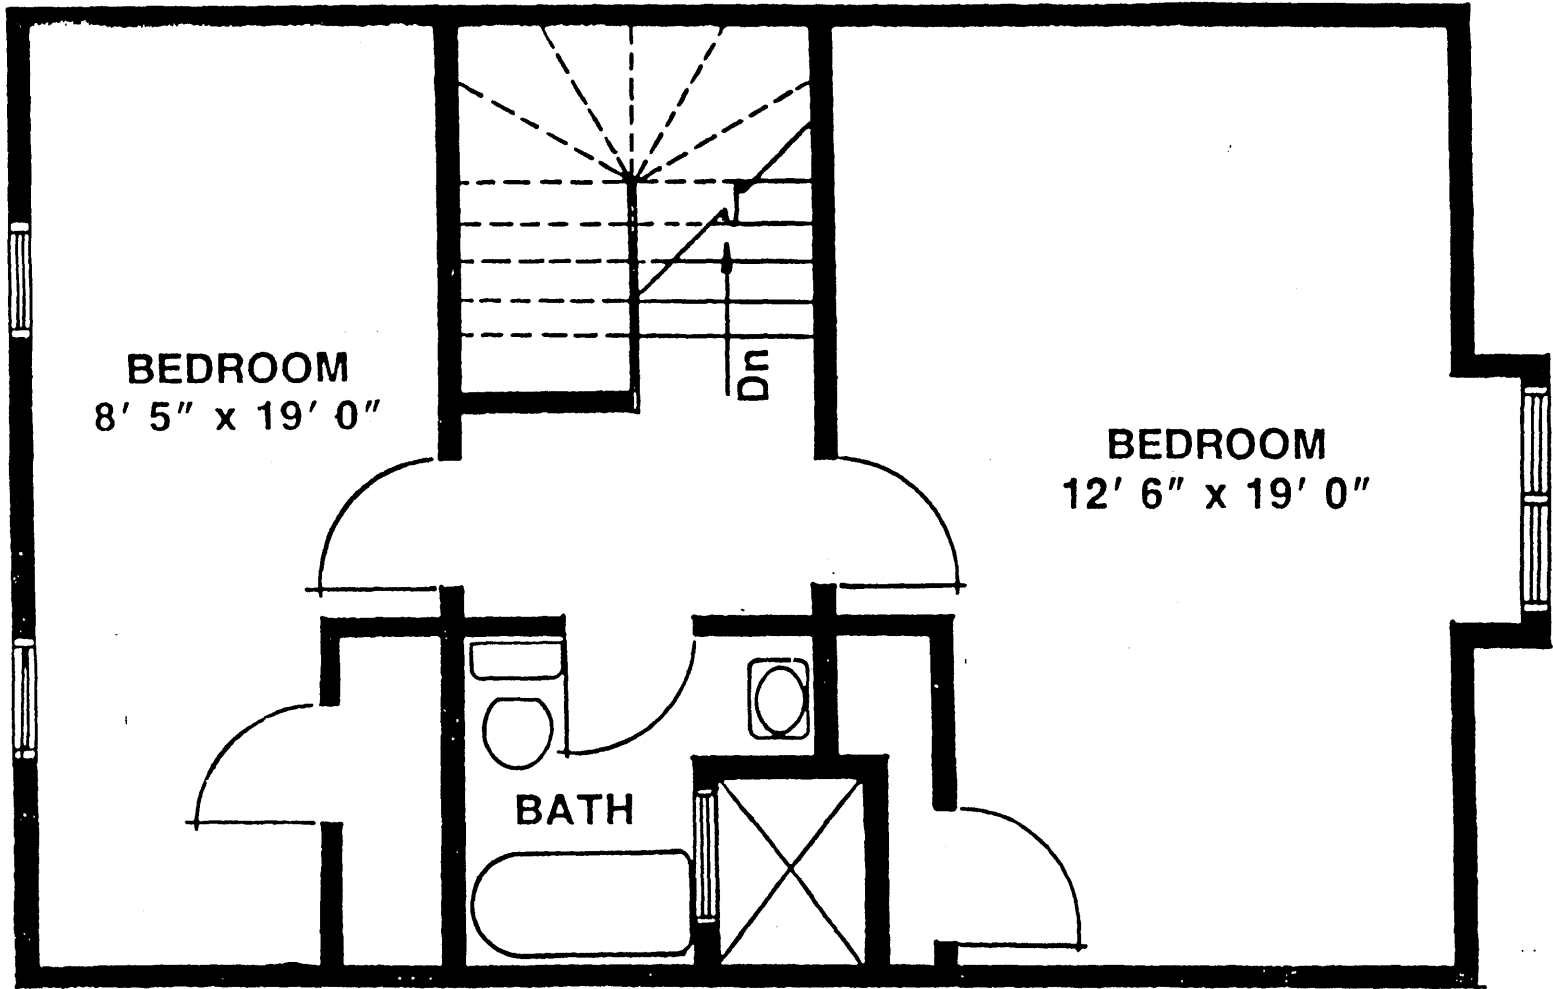 BEDROOM
8' 5" x 19' 0"
Dn
BEDROOM
12' 6" x 19' 0"
BATH